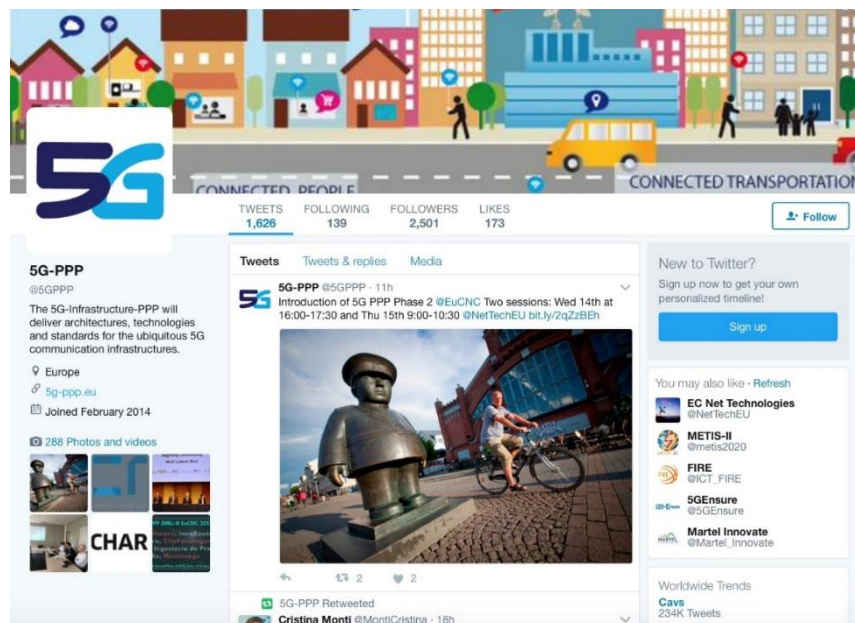 CONNECTED PEOPLE
CONNECTED TRANSPORTATION
5G
TWEETS FOLLOWING FOLLOWERS LIKES
1,626 139 2,501 173
Follow
5G-PPP
@5GPPP
The 5G-Infrastructure-PPP will
deliver architectures, technologies
and standards for the ubiquitous 5G
communication infrastructures.
Europe
5g-ppp.eu
Joined February 2014
288 Photos and videos
CHAR
Tweets Tweets & replies Media
5G
5G-PPP @5GPPP · 11h
Introduction of 5G PPP Phase 2 @EuCNC Two sessions: Wed 14th at
16:00-17:30 and Thu 15th 9:00-10:30 @NetTechEU bit.ly/2qZzBEh
2 2
5G-PPP Retweeted
Cristina Monti @MontiCristina · 18h
New to Twitter?
Sign up now to get your own
personalized timeline!
Sign up
You may also like · Refresh
EC Net Technologies
@NetTechEU
METIS-II
@metis2020
FIRE
@ICT_FIRE
5GEnsure
@5GEnsure
Martel Innovate
@Martel_Innovate
Worldwide Trends
Cavs
234K Tweets